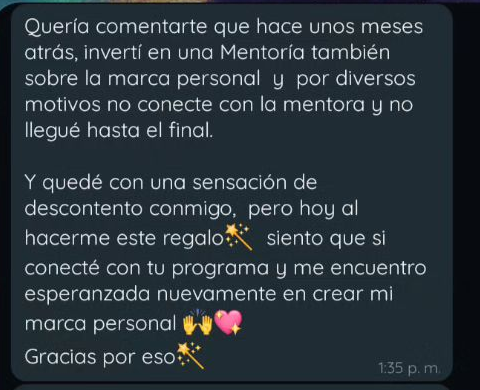 Quería comentarte que hace unos meses
atrás, invertí en una Mentoría también
sobre la marca personal  y  por diversos
motivos no conecte con la mentora y no
llegué hasta el final.

Y quedé con una sensación de
descontento conmigo,  pero hoy al
hacerme este regalo🪄  siento que si
conecté con tu programa y me encuentro
esperanzada nuevamente en crear mi
marca personal 🙌💖
Gracias por eso🪄
1:35 p. m.